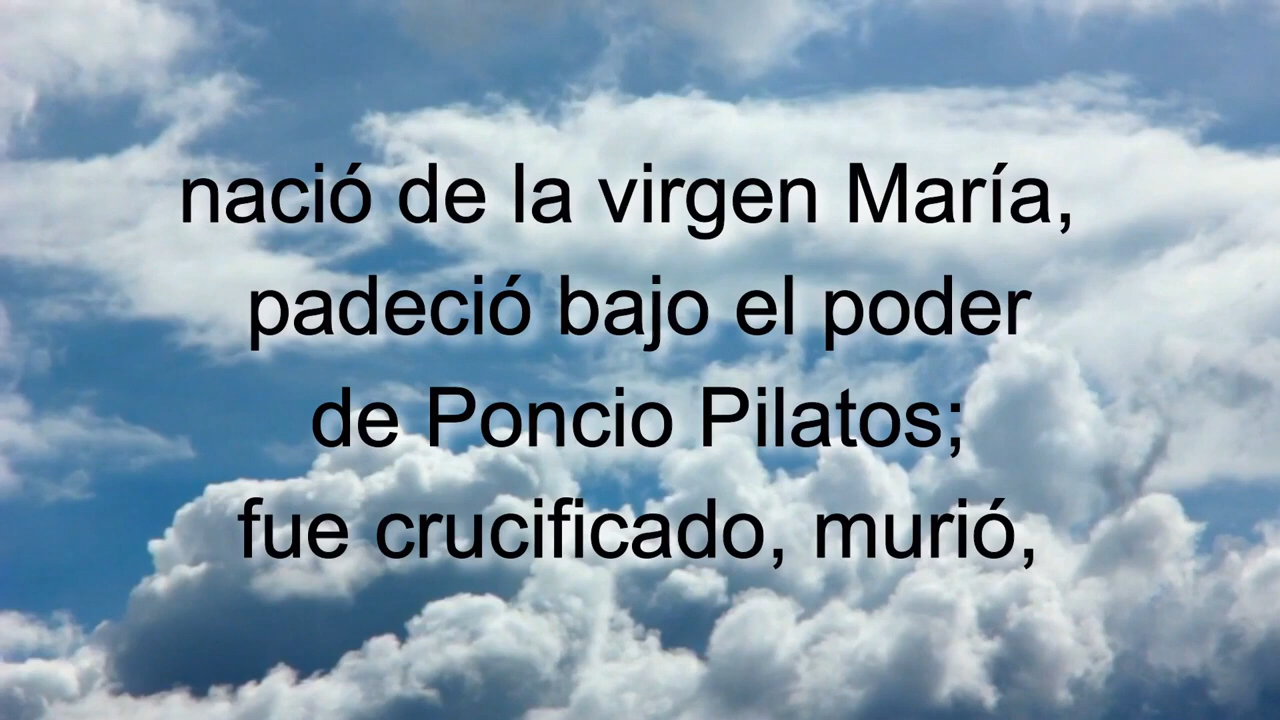 nació de la virgen María,
padeció bajo el poder
de Poncio Pilatos;
fue crucificado, murió,